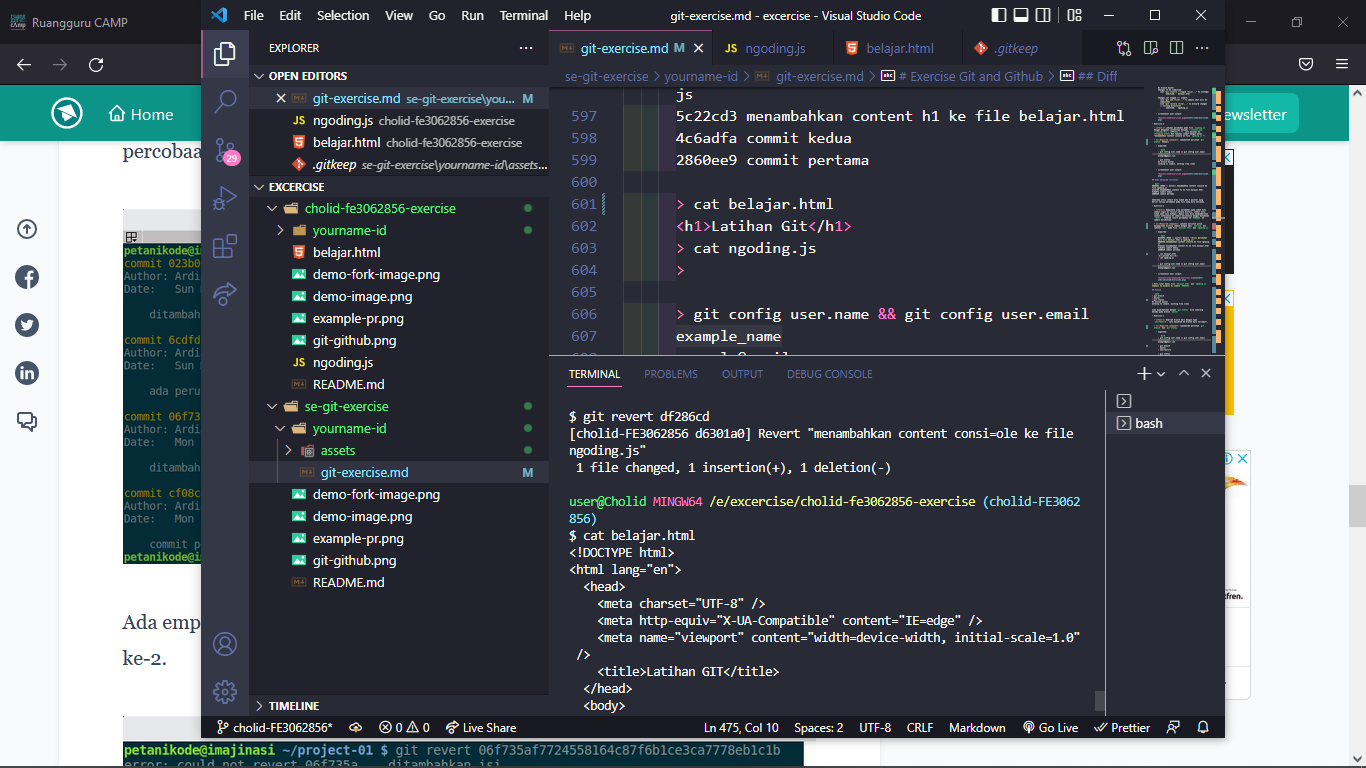 Ruangguru CAMP
File Edit Selection View Go Run Terminal Help
git-exercise.md - excercise - Visual Studio Code
EXPLORER
git-exercise.md M
ngoding.js
belajar.html
.gitkeep
OPEN EDITORS
git-exercise.md se-git-exercise\you... M
ngoding.js cholid-fe3062856-exercise
belajar.html cholid-fe3062856-exercise
.gitkeep se-git-exercise\yourname-id\assets...
29
EXCERCISE
cholid-fe3062856-exercise
yourname-id
belajar.html
demo-fork-image.png
demo-image.png
example-pr.png
git-github.png
ngoding.js
README.md
se-git-exercise
yourname-id
assets
git-exercise.md M
demo-fork-image.png
demo-image.png
example-pr.png
git-github.png
README.md
TIMELINE
se-git-exercise > yourname-id > git-exercise.md > # Exercise Git and Github > ## Diff
js
597 5c22cd3 menambahkan content h1 ke file belajar.html
598 4c6adfa commit kedua
599 2860ee9 commit pertama
600
601 > cat belajar.html
602 <h1>Latihan Git</h1>
603 > cat ngoding.js
604 >
605
606 > git config user.name && git config user.email
607 example_name
TERMINAL PROBLEMS OUTPUT DEBUG CONSOLE
bash
$ git revert df286cd
[cholid-FE3062856 d6301a0] Revert "menambahkan content consi=ole ke file
ngoding.js"
1 file changed, 1 insertion(+), 1 deletion(-)
user@Cholid MINGW64 /e/excercise/cholid-fe3062856-exercise (cholid-FE3062
856)
$ cat belajar.html
<!DOCTYPE html>
<html lang="en">
<head>
<meta charset="UTF-8" />
<meta http-equiv="X-UA-Compatible" content="IE=edge" />
<meta name="viewport" content="width=device-width, initial-scale=1.0"
/>
<title>Latihan GIT</title>
</head>
<body>
cholid-FE3062856* 0 0 Live Share
Ln 475, Col 10 Spaces: 2 UTF-8 CRLF Markdown Go Live Prettier
Home
ewsletter
percobaa
petanikode@im
commit 023b0
Author: Ardi
Date: Sun
ditambah
commit 6cdfd
Author: Ardi
Date: Sun
ada peru
commit 06f73
Author: Ardi
Date: Mon
ditambah
commit cf08c
Author: Ardi
Date: Mon
commit p
petanikode@im
Ada emp
ke-2.
petanikode@imajinasi ~/project-01 $ git revert 06f735af7724558164c87f6b1ce3ca7778eb1c1b
error: could not revert 06f735a... ditambahkan isi